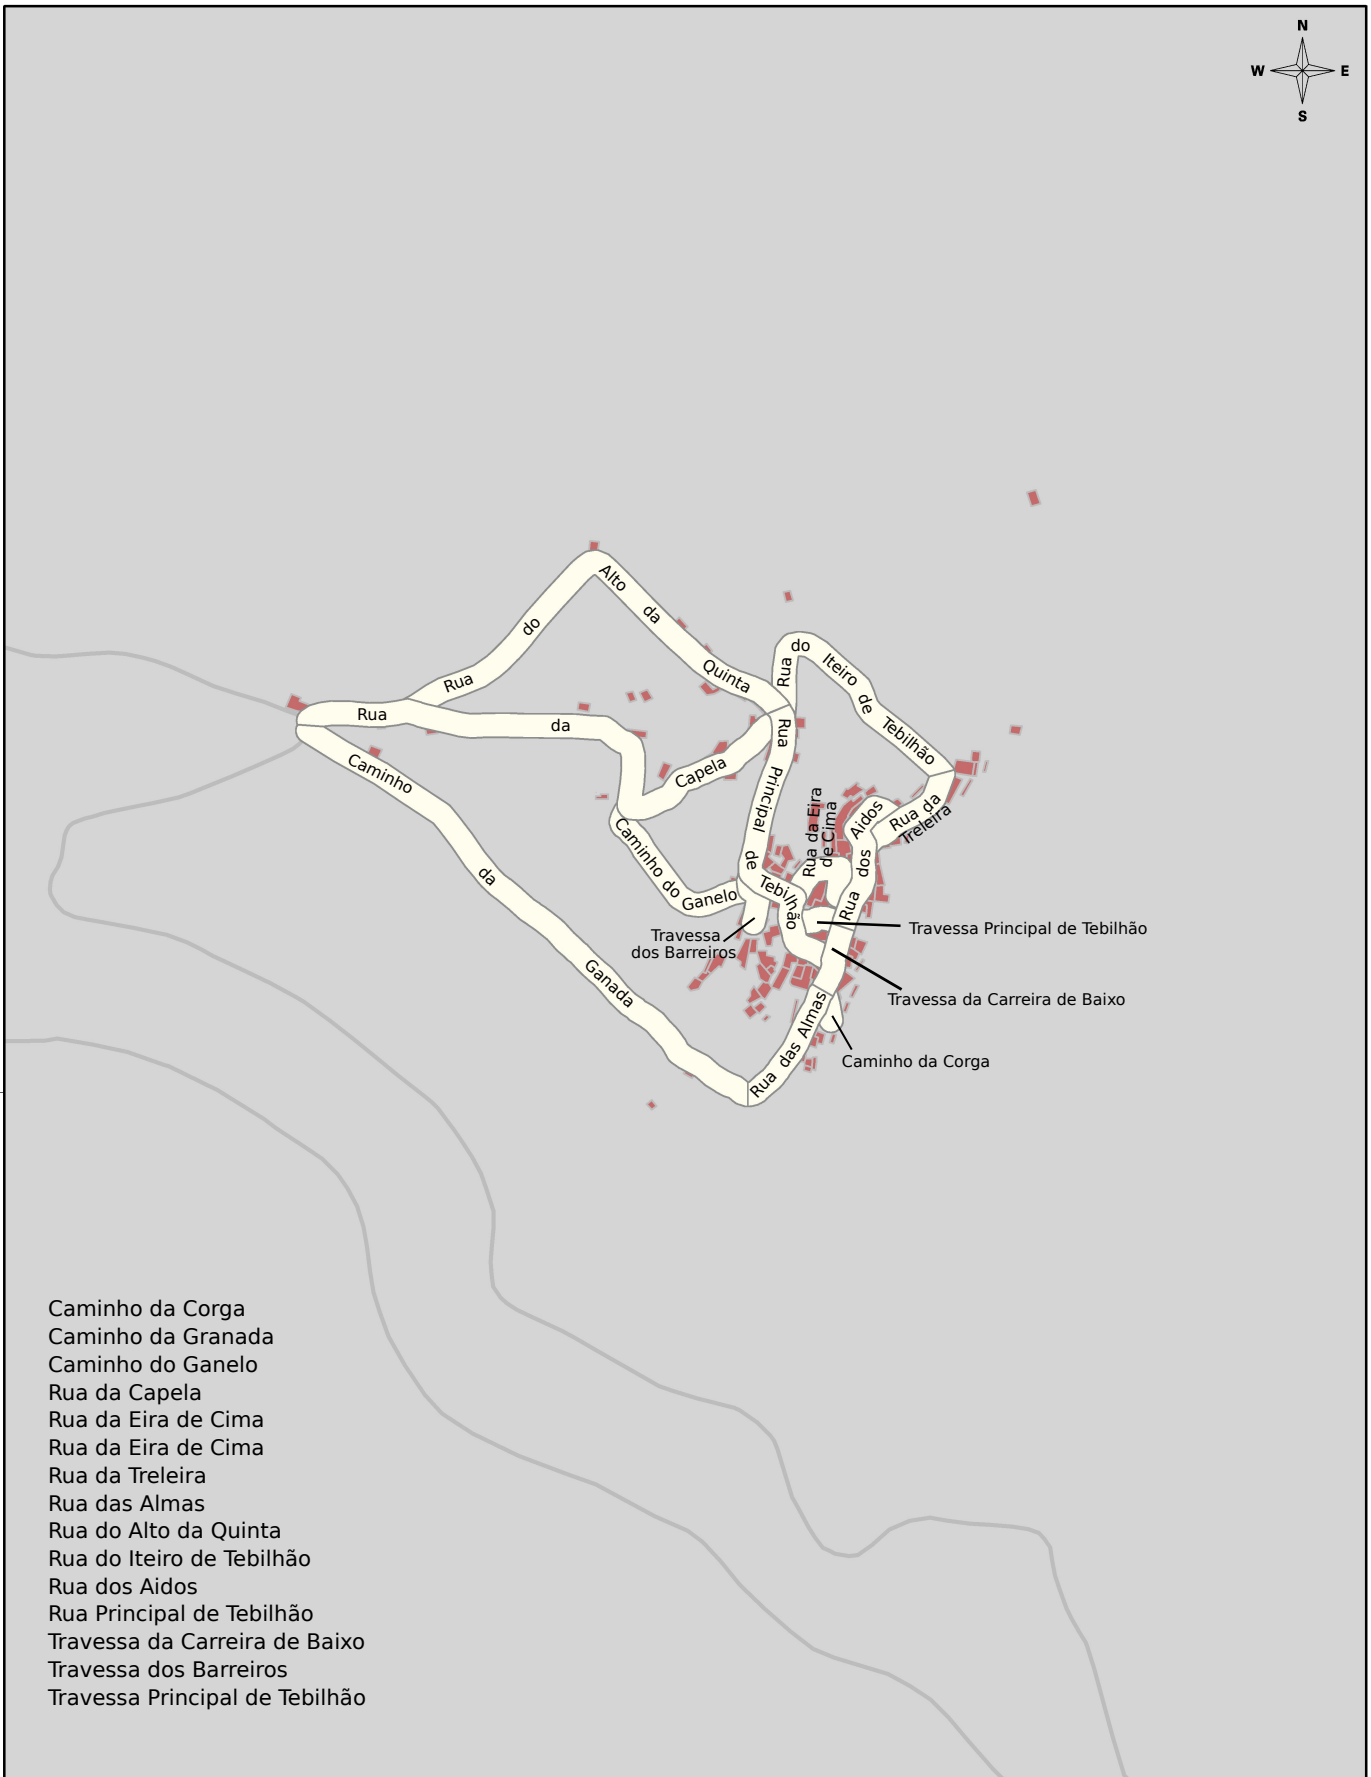 N
W E
S
Alto
da
do
Quinta
Rua
Rua
da
Capela
Rua do Iteiro de Tebilhão
Rua Principal de Tebilhão
Caminho
da
Ganada
Caminho do Ganelo
Rua da Eira
de Cima
Rua dos Aidos
Rua da
Treleira
Travessa
dos Barreiros
Travessa Principal de Tebilhão
Travessa da Carreira de Baixo
Rua das Almas
Caminho da Corga
Caminho da Corga
Caminho da Granada
Caminho do Ganelo
Rua da Capela
Rua da Eira de Cima
Rua da Eira de Cima
Rua da Treleira
Rua das Almas
Rua do Alto da Quinta
Rua do Iteiro de Tebilhão
Rua dos Aidos
Rua Principal de Tebilhão
Travessa da Carreira de Baixo
Travessa dos Barreiros
Travessa Principal de Tebilhão